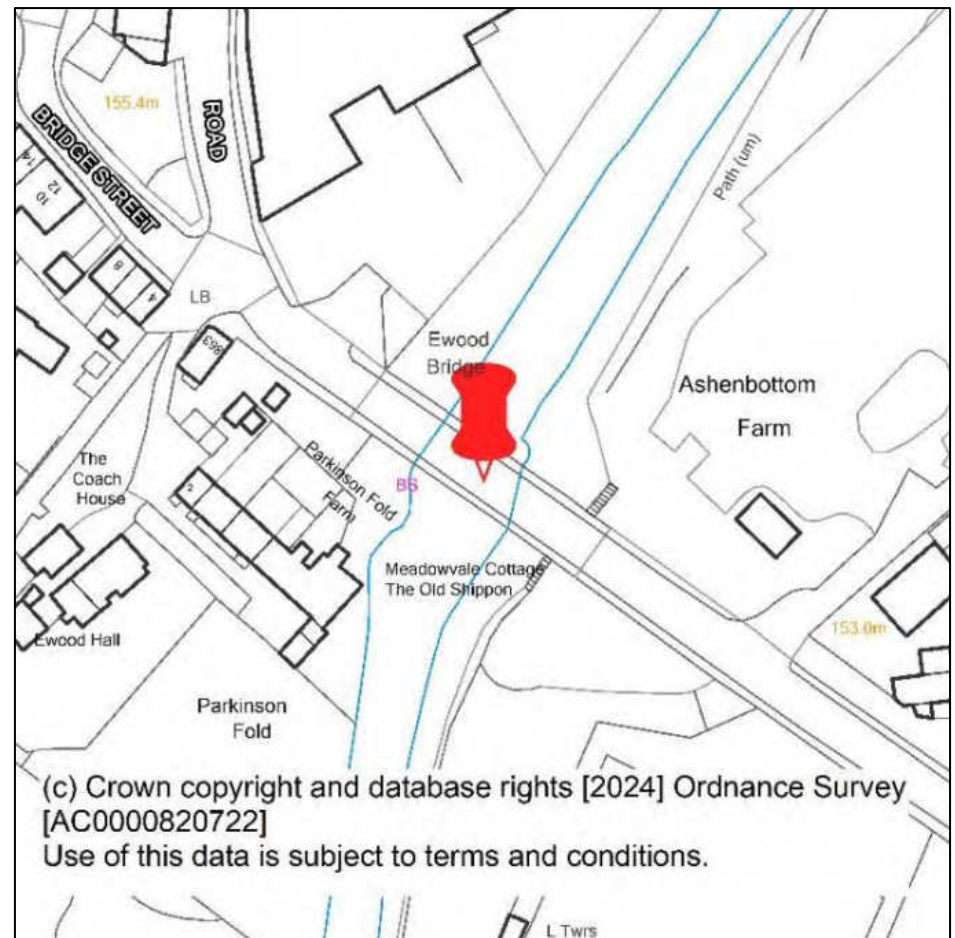 155.4m
ROAD
BRIDGE STREET
14
12
10
8
4
LB
863
Ewood
Bridge
Path (um)
Ashenbottom
Farm
The
Coach
House
Parkinson Fold
Farm
2
BS
Meadowvale Cottage
The Old Shippon
153.0m
Ewood Hall
Parkinson
Fold
(c) Crown copyright and database rights [2024] Ordnance Survey
[AC0000820722]
Use of this data is subject to terms and conditions.
L Twrs